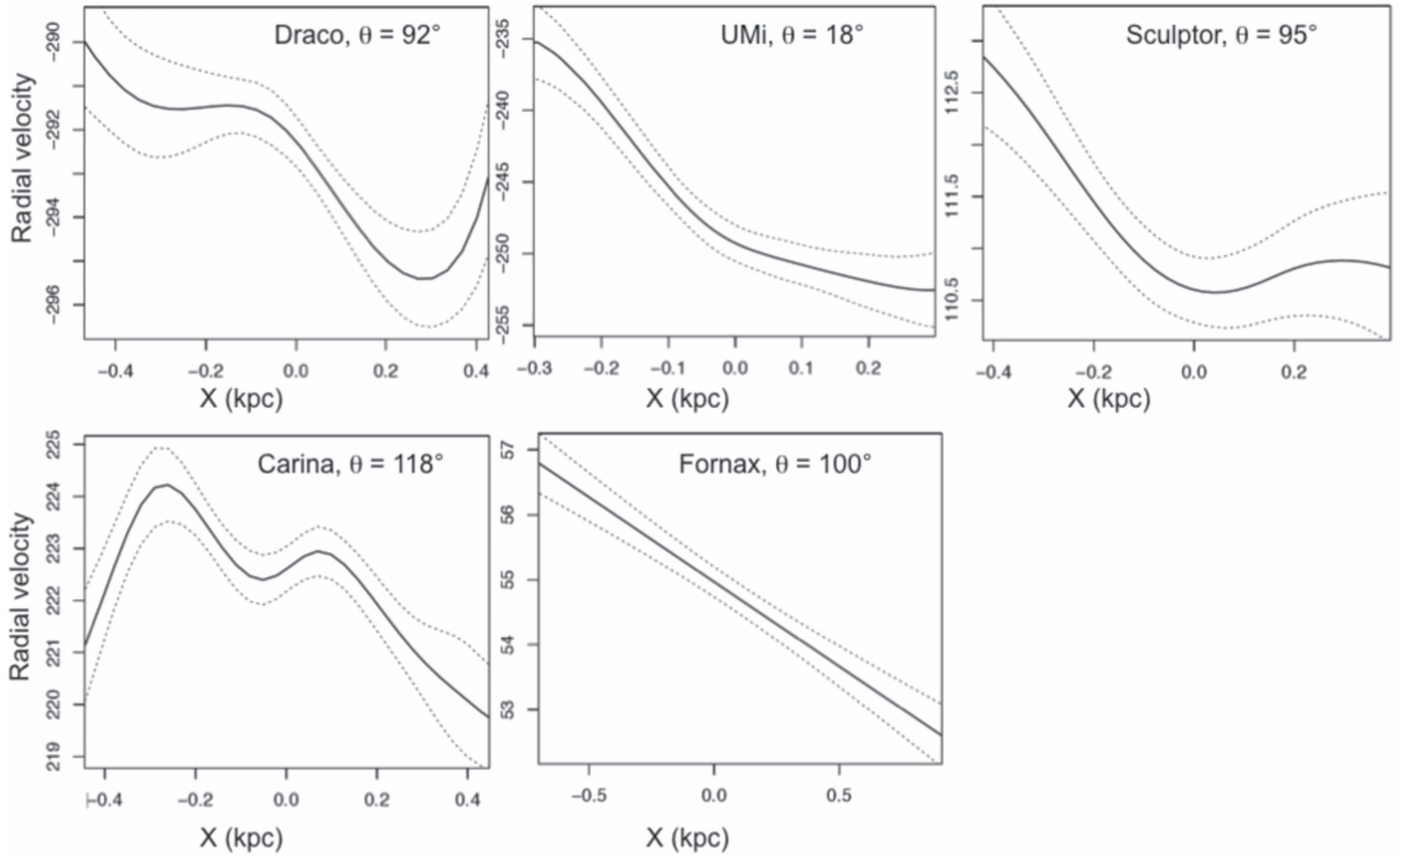 Draco, θ = 92°
Radial velocity
−290
−292
−294
−296
−0.4 −0.2 0.0 0.2 0.4
X (kpc)
UMi, θ = 18°
−235
−240
−245
−250
−255
−0.3 −0.2 −0.1 0.0 0.1 0.2
X (kpc)
Sculptor, θ = 95°
112.5
111.5
110.5
−0.4 −0.2 0.0 0.2
X (kpc)
Carina, θ = 118°
Radial velocity
225
224
223
222
221
220
219
−0.4 −0.2 0.0 0.2 0.4
X (kpc)
Fornax, θ = 100°
57
56
55
54
53
−0.5 0.0 0.5
X (kpc)